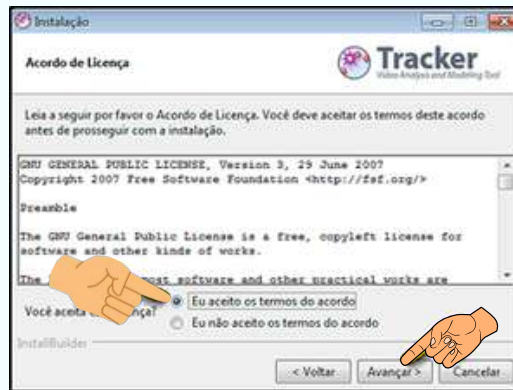 Instalação
Acordo de Licença
Tracker
Video Analysis and Modeling Tool
Leia a seguir por favor o Acordo de Licença. Você deve aceitar os termos deste acordo
antes de prosseguir com a instalação.
GNU GENERAL PUBLIC LICENSE, Version 3, 29 June 2007
Copyright 2007 Free Software Foundation <http://fsf.org/>
Preamble
The GNU General Public License is a free, copyleft license for
software and other kinds of works.
The most software and other practical works are
Você aceita
Eu aceito os termos do acordo
Eu não aceito os termos do acordo
InstallBuilder
< Voltar
Avançar >
Cancelar